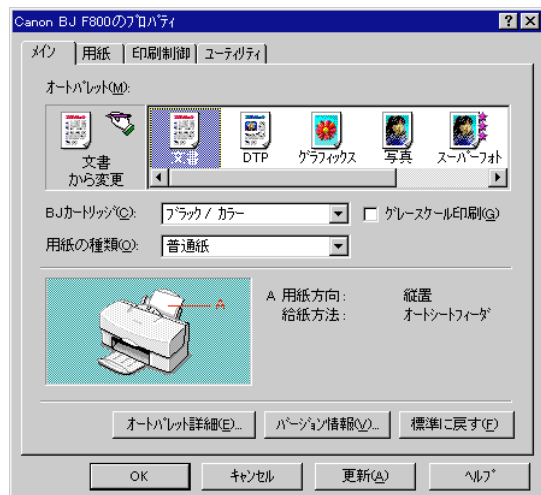 Canon BJ F800のﾌﾟﾛﾊﾟﾃｨ
ﾒｲﾝ 用紙 印刷制御 ﾕｰﾃｨﾘﾃｨ
ｵｰﾄﾊﾟﾚｯﾄ(M):
文書
から変更
文書 DTP ｸﾞﾗﾌｨｯｸｽ 写真 ｽｰﾊﾟｰﾌｫﾄ
BJｶｰﾄﾘｯｼﾞ(C): ﾌﾞﾗｯｸ / ｶﾗｰ ｸﾞﾚｰｽｹｰﾙ印刷(G)
用紙の種類(O): 普通紙
A
A 用紙方向: 縦置
給紙方法: ｵｰﾄｼｰﾄﾌｨｰﾀﾞ
ｵｰﾄﾊﾟﾚｯﾄ詳細(E)... ﾊﾞｰｼﾞｮﾝ情報(V)... 標準に戻す(F)
OK ｷｬﾝｾﾙ 更新(A) ﾍﾙﾌﾟ